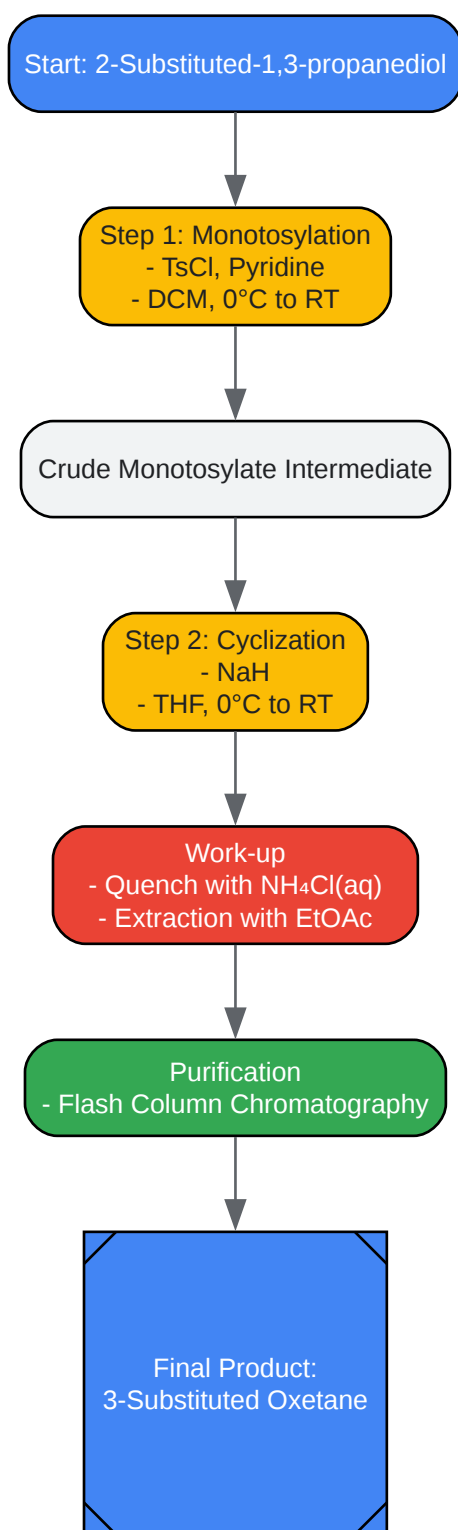 Start: 2-Substituted-1,3-propanediol
Step 1: Monotosylation
- TsCl, Pyridine
- DCM, 0°C to RT
Crude Monotosylate Intermediate
Step 2: Cyclization
- NaH
- THF, 0°C to RT
Work-up
- Quench with NH₄Cl(aq)
- Extraction with EtOAc
Purification
- Flash Column Chromatography
Final Product:
3-Substituted Oxetane